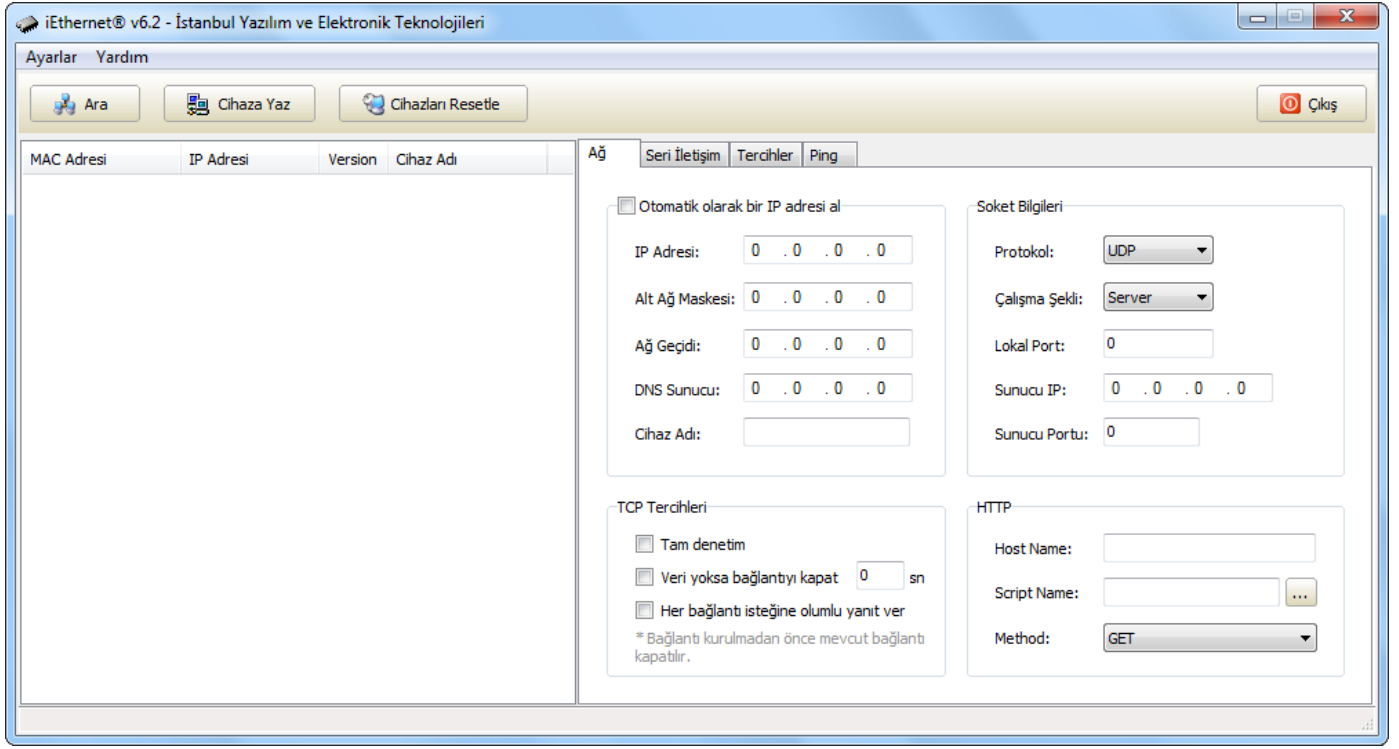 iEthernet® v6.2 - İstanbul Yazılım ve Elektronik Teknolojileri
Ayarlar Yardım
Ara Cihaza Yaz Cihazları Resetle Çıkış
MAC Adresi IP Adresi Version Cihaz Adı
Ağ Seri İletişim Tercihler Ping
Otomatik olarak bir IP adresi al
IP Adresi: 0 . 0 . 0 . 0
Alt Ağ Maskesi: 0 . 0 . 0 . 0
Ağ Geçidi: 0 . 0 . 0 . 0
DNS Sunucu: 0 . 0 . 0 . 0
Cihaz Adı:
Soket Bilgileri
Protokol: UDP
Çalışma Şekli: Server
Lokal Port: 0
Sunucu IP: 0 . 0 . 0 . 0
Sunucu Portu: 0
TCP Tercihleri
Tam denetim
Veri yoksa bağlantıyı kapat 0 sn
Her bağlantı isteğine olumlu yanıt ver
* Bağlantı kurulmadan önce mevcut bağlantı
kapatılır.
HTTP
Host Name:
Script Name: ...
Method: GET